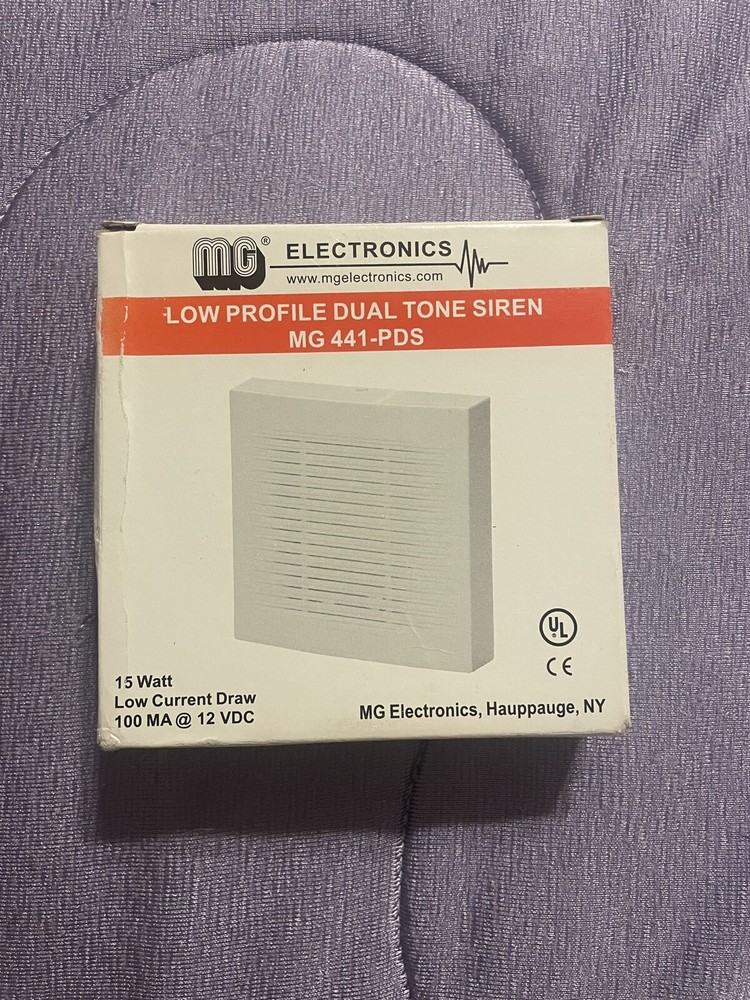 MG® ELECTRONICS
www.mgelectronics.com
LOW PROFILE DUAL TONE SIREN
MG 441-PDS
UL
CE
15 Watt
Low Current Draw
100 MA @ 12 VDC
MG Electronics, Hauppauge, NY